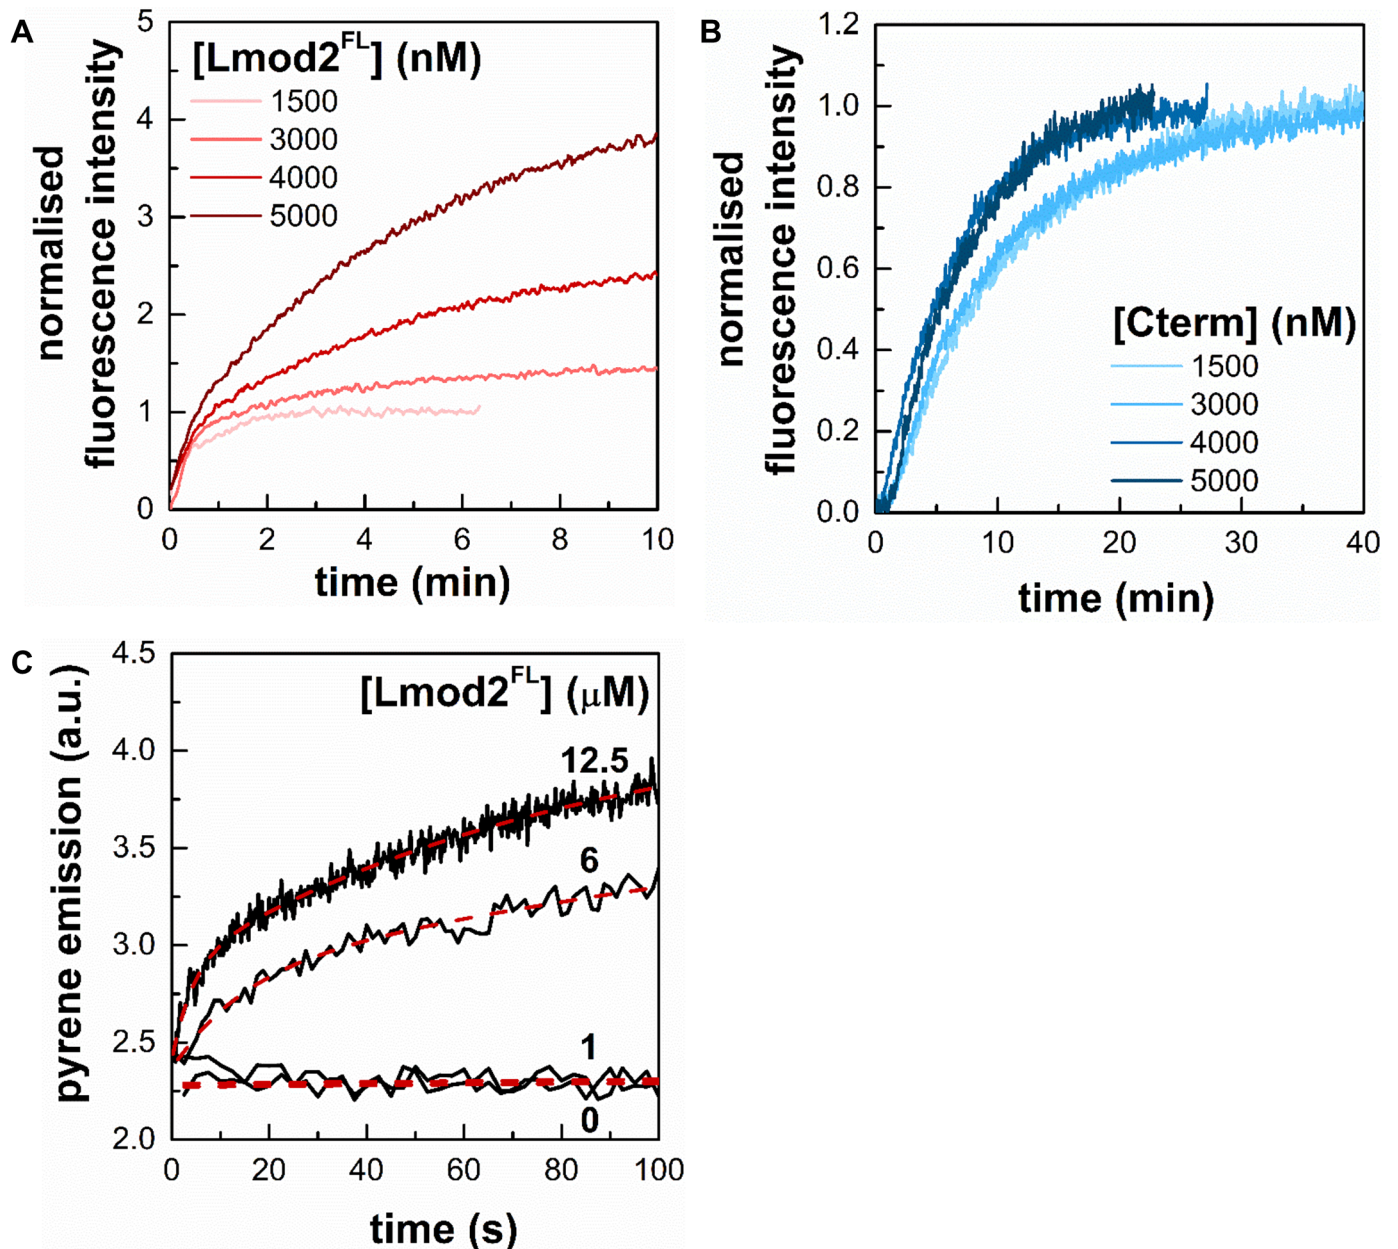 A
normalised
fluorescence intensity
5
4
3
2
1
0
[Lmod2FL] (nM)
1500
3000
4000
5000
0 2 4 6 8 10
time (min)
B
normalised
fluorescence intensity
1.2
1.0
0.8
0.6
0.4
0.2
0.0
[Cterm] (nM)
1500
3000
4000
5000
0 10 20 30 40
time (min)
C
pyrene emission (a.u.)
4.5
4.0
3.5
3.0
2.5
2.0
[Lmod2FL] (μM)
12.5
6
1
0
0 20 40 60 80 100
time (s)